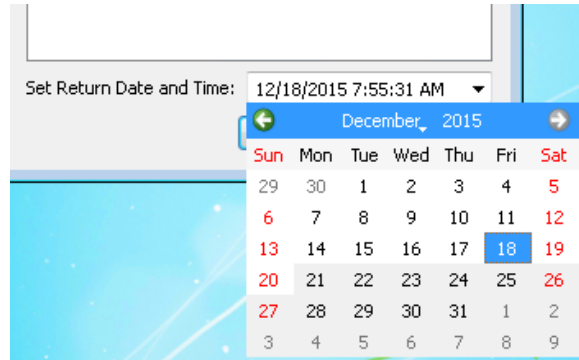 Set Return Date and Time: 12/18/2015 7:55:31 AM
December, 2015
Sun Mon Tue Wed Thu Fri Sat
29 30 1 2 3 4 5
6 7 8 9 10 11 12
13 14 15 16 17 18 19
20 21 22 23 24 25 26
27 28 29 30 31 1 2
3 4 5 6 7 8 9